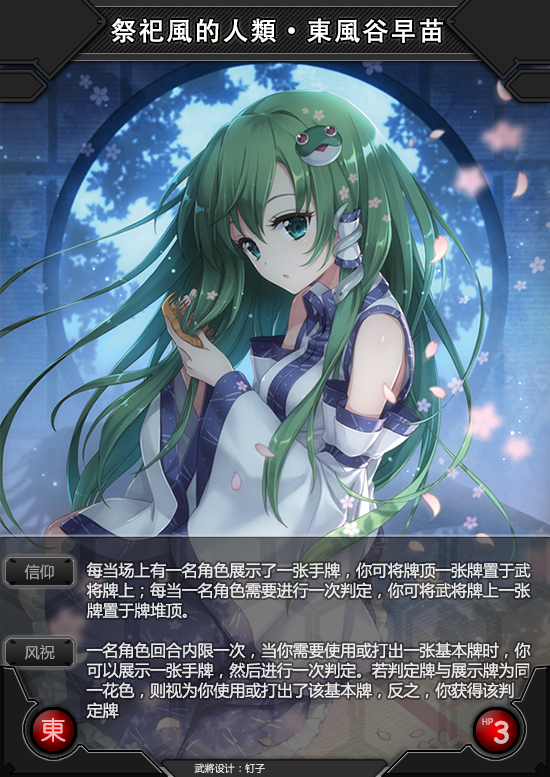 祭祀風的人類・東風谷早苗
信仰
每当场上有一名角色展示了一张手牌，你可将牌顶一张牌置于武
将牌上；每当一名角色需要进行一次判定，你可将武将牌上一张
牌置于牌堆顶。
风祝
一名角色回合内限一次，当你需要使用或打出一张基本牌时，你
可以展示一张手牌，然后进行一次判定。若判定牌与展示牌为同
一花色，则视为你使用或打出了该基本牌，反之，你获得该判
定牌
東
HP 3
武將设计：钉子